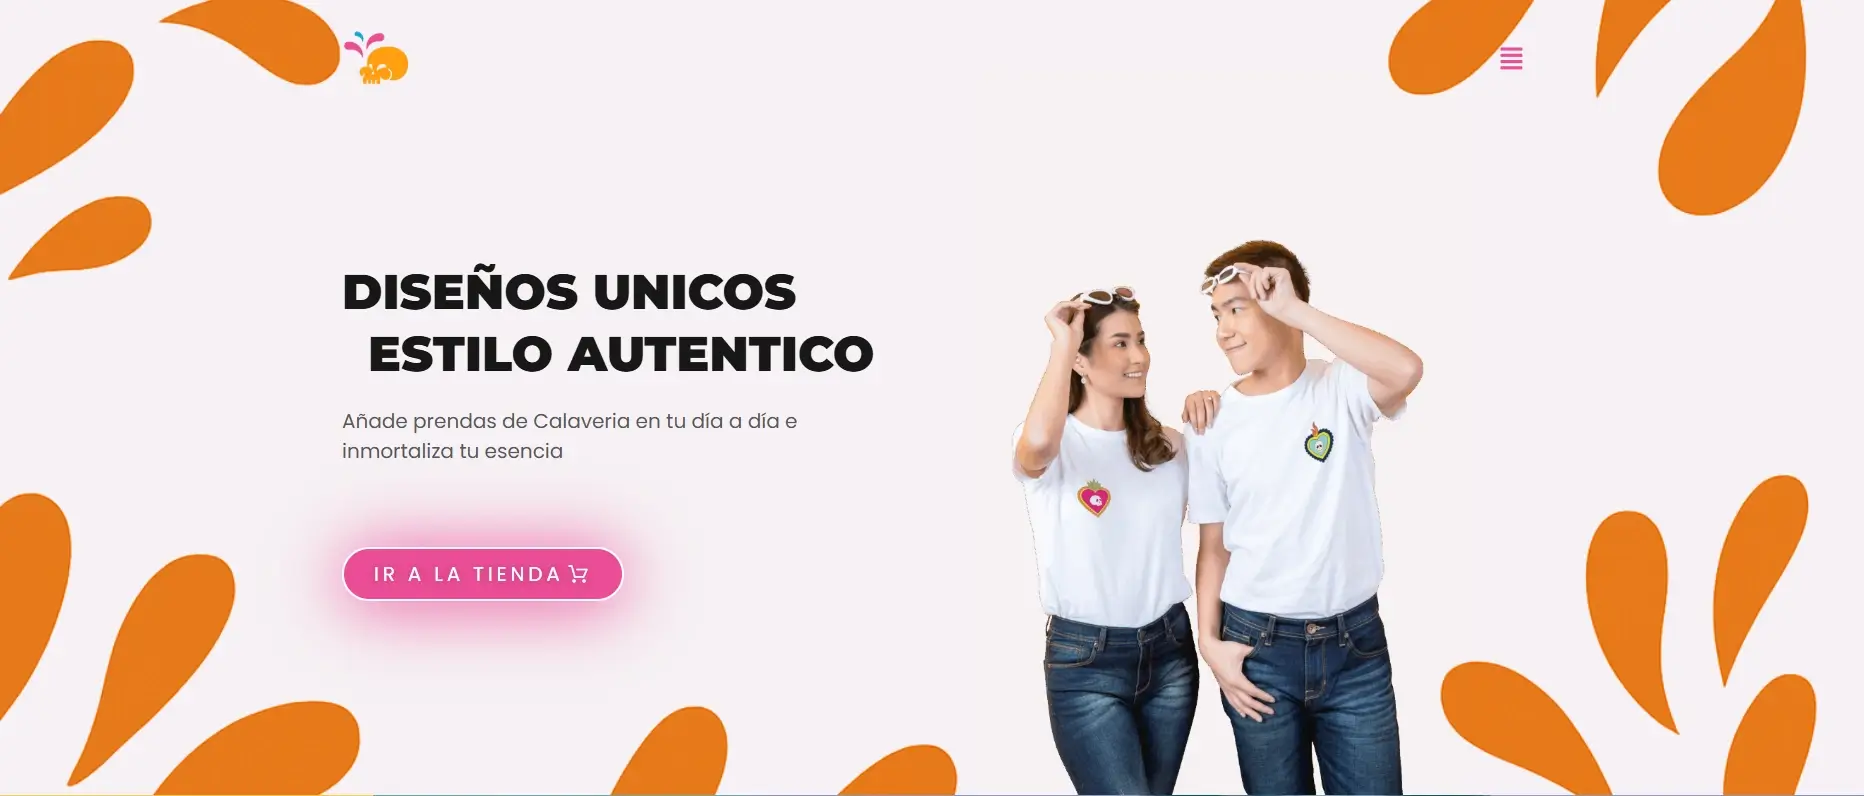 DISEÑOS UNICOS
ESTILO AUTENTICO
Añade prendas de Calaveria en tu día a día e
inmortaliza tu esencia
IR A LA TIENDA